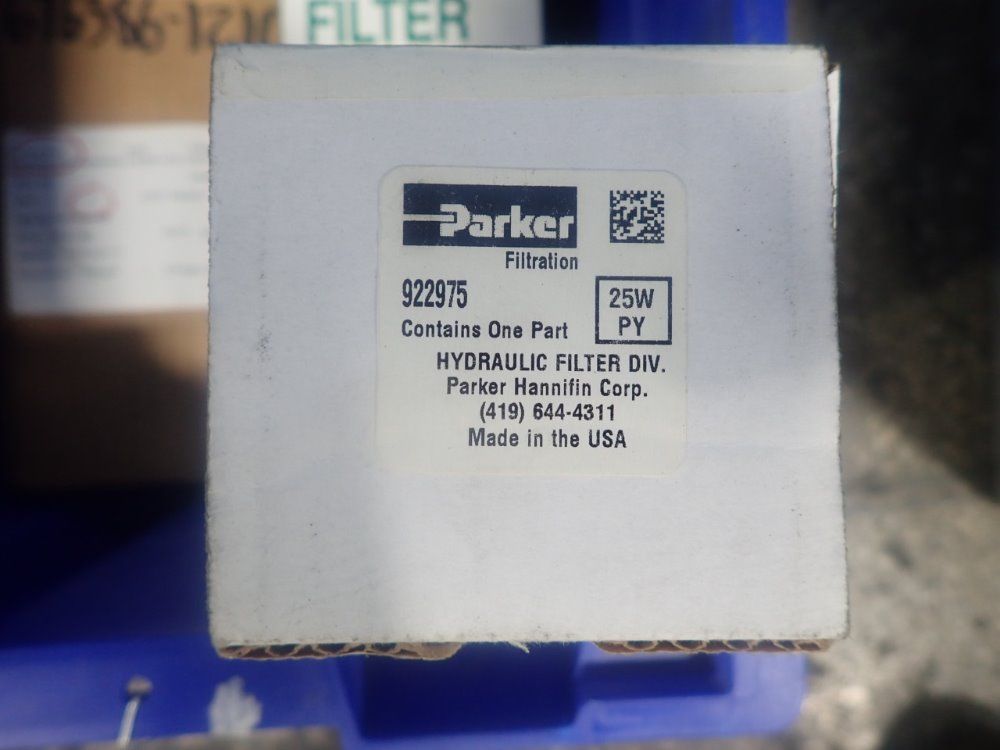 FILTER
Parker
Filtration
922975
25W
PY
Contains One Part
HYDRAULIC FILTER DIV.
Parker Hannifin Corp.
(419) 644-4311
Made in the USA